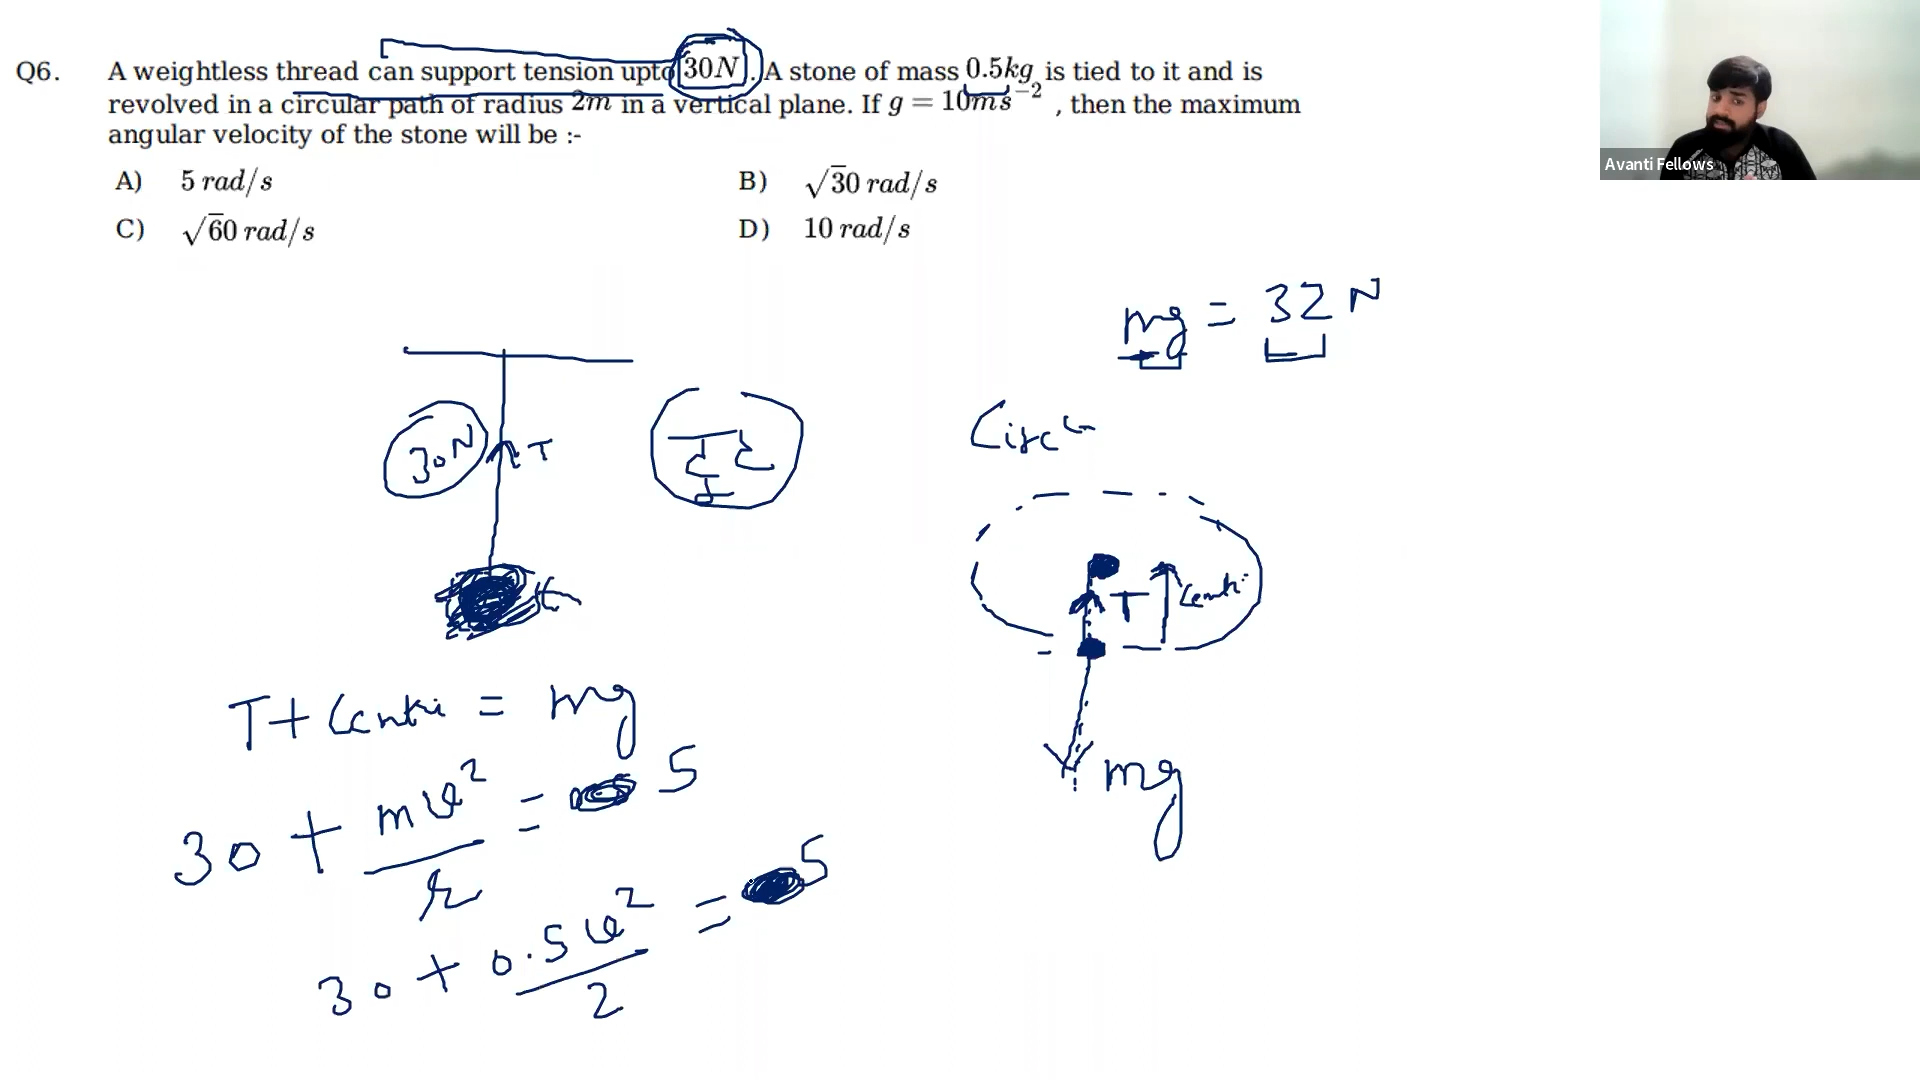 Q6. A weightless thread can support tension upto 30N. A stone of mass 0.5kg is tied to it and is
revolved in a circular path of radius 2m in a vertical plane. If g = 10ms⁻² , then the maximum
angular velocity of the stone will be :-
A) 5 rad/s B) √30 rad/s
C) √60 rad/s D) 10 rad/s
Avanti Fellows
mg = 32 N
30N T
T Centri
T + Centri = mg
mg
30 + mv²/r = 5
30 + 0.5v²/2 = 5